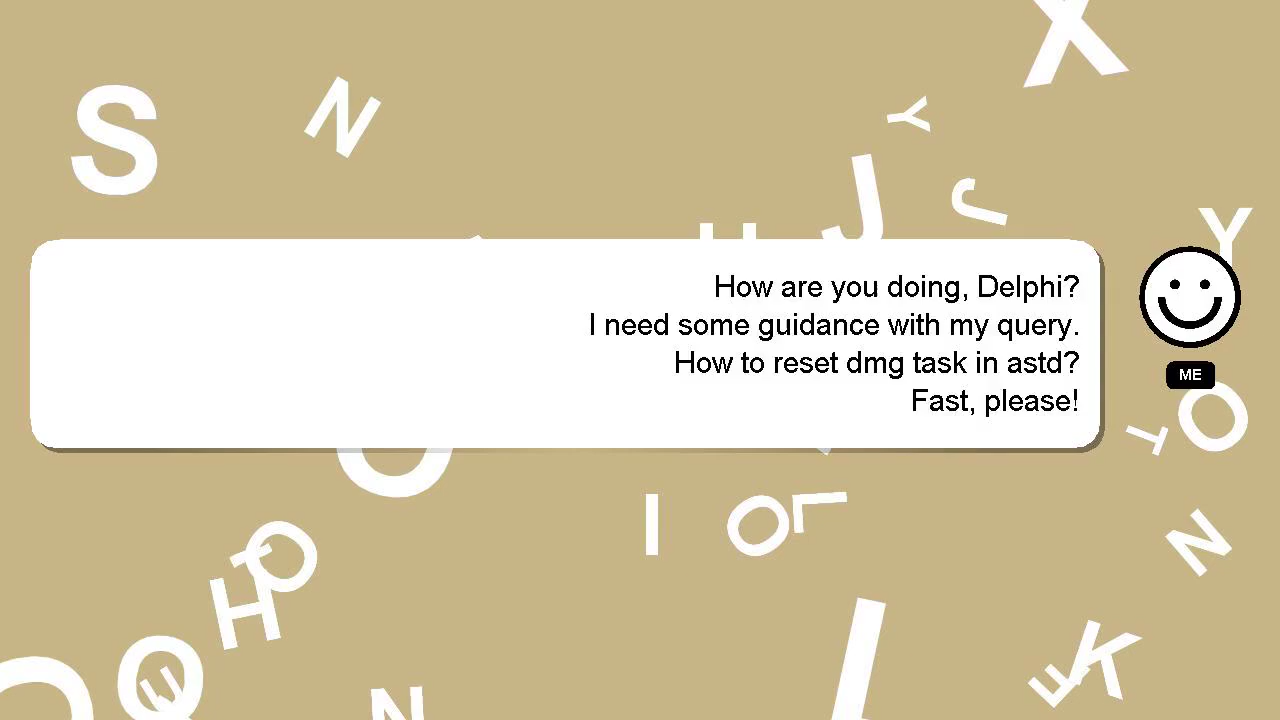 How are you doing, Delphi?
I need some guidance with my query.
How to reset dmg task in astd?
Fast, please!
ME
S
N
X
Y
J
J
Y
O
T
I
O
L
N
O
T
H
O
K
E
N